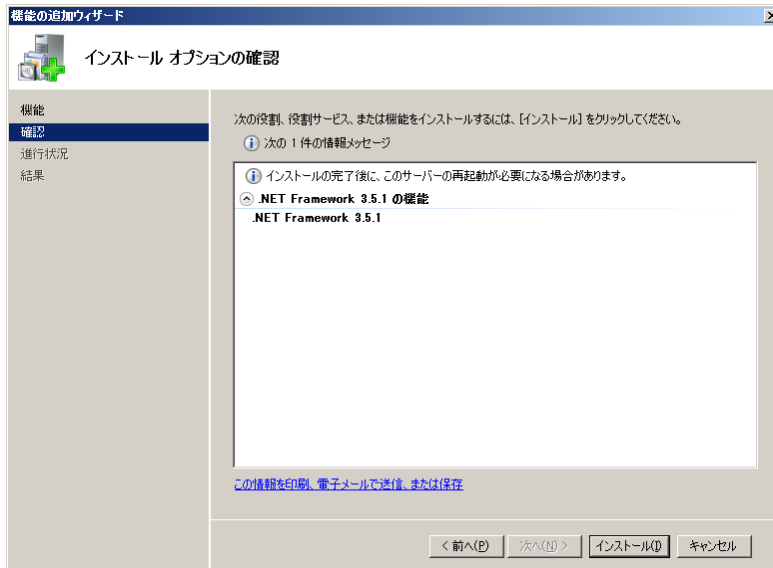 機能の追加ウィザード
インストール オプションの確認
機能
確認
進行状況
結果
次の役割、役割サービス、または機能をインストールするには、[インストール] をクリックしてください。
次の 1 件の情報メッセージ
インストールの完了後に、このサーバーの再起動が必要になる場合があります。
.NET Framework 3.5.1 の機能
.NET Framework 3.5.1
この情報を印刷、電子メールで送信、または保存
< 前へ(P) 次へ(N) > インストール(I) キャンセル